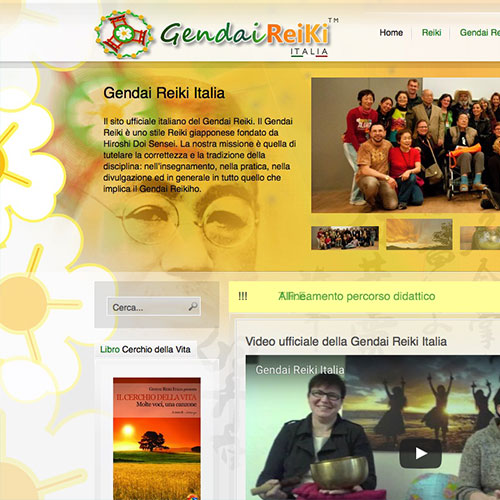 Gendai ReiKi™
ITALIA
Home Reiki Gendai Re
Gendai Reiki Italia
Il sito ufficiale italiano del Gendai Reiki. Il Gendai
Reiki è uno stile Reiki giapponese fondato da
Hiroshi Doi Sensei. La nostra missione è quella di
tutelare la correttezza e la tradizione della
disciplina: nell'insegnamento, nella pratica, nella
divulgazione ed in generale in tutto quello che
implica il Gendai Reikiho.
Cerca...
!!! Allineamento percorso didattico
Libro Cerchio della Vita
IL CERCHIO DELLA VITA
Molte voci, una canzone
Video ufficiale della Gendai Reiki Italia
Gendai Reiki Italia